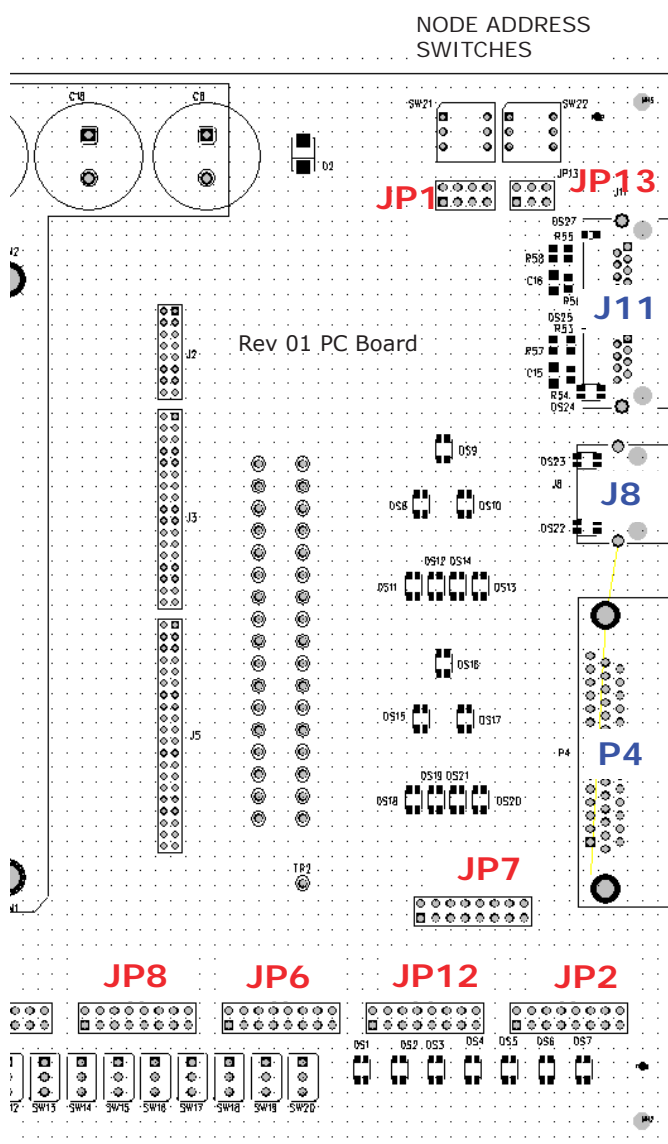 NODE ADDRESS
SWITCHES
C18
C8
SW21
SW22
D2
JP13
JP1
JP13
J11
DS27
R55
R58
C16
R51
J11
DS25
R53
Rev 01 PC Board
J2
R57
C15
R54
DS24
DS9
DS23
J8
J8
DS8
DS10
DS22
J3
DS12
DS14
DS11
DS13
DS16
DS15
DS17
J5
P4
P4
DS19
DS21
DS18
DS20
TR2
JP7
JP8
JP6
JP12
JP2
DS1
DS2
DS3
DS4
DS5
DS6
DS7
SW13
SW14
SW15
SW16
SW17
SW18
SW19
SW20